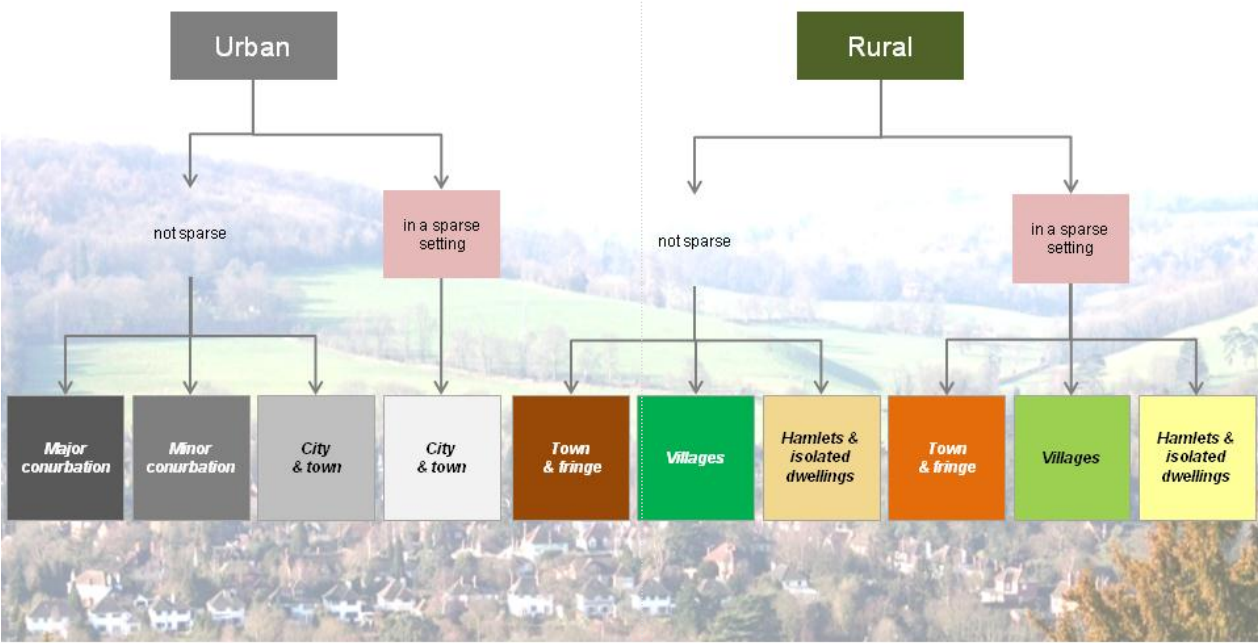 Urban
Rural
not sparse
in a sparse
setting
not sparse
in a sparse
setting
Major
conurbation
Minor
conurbation
City
& town
City
& town
Town
& fringe
Villages
Hamlets &
isolated
dwellings
Town
& fringe
Villages
Hamlets &
isolated
dwellings